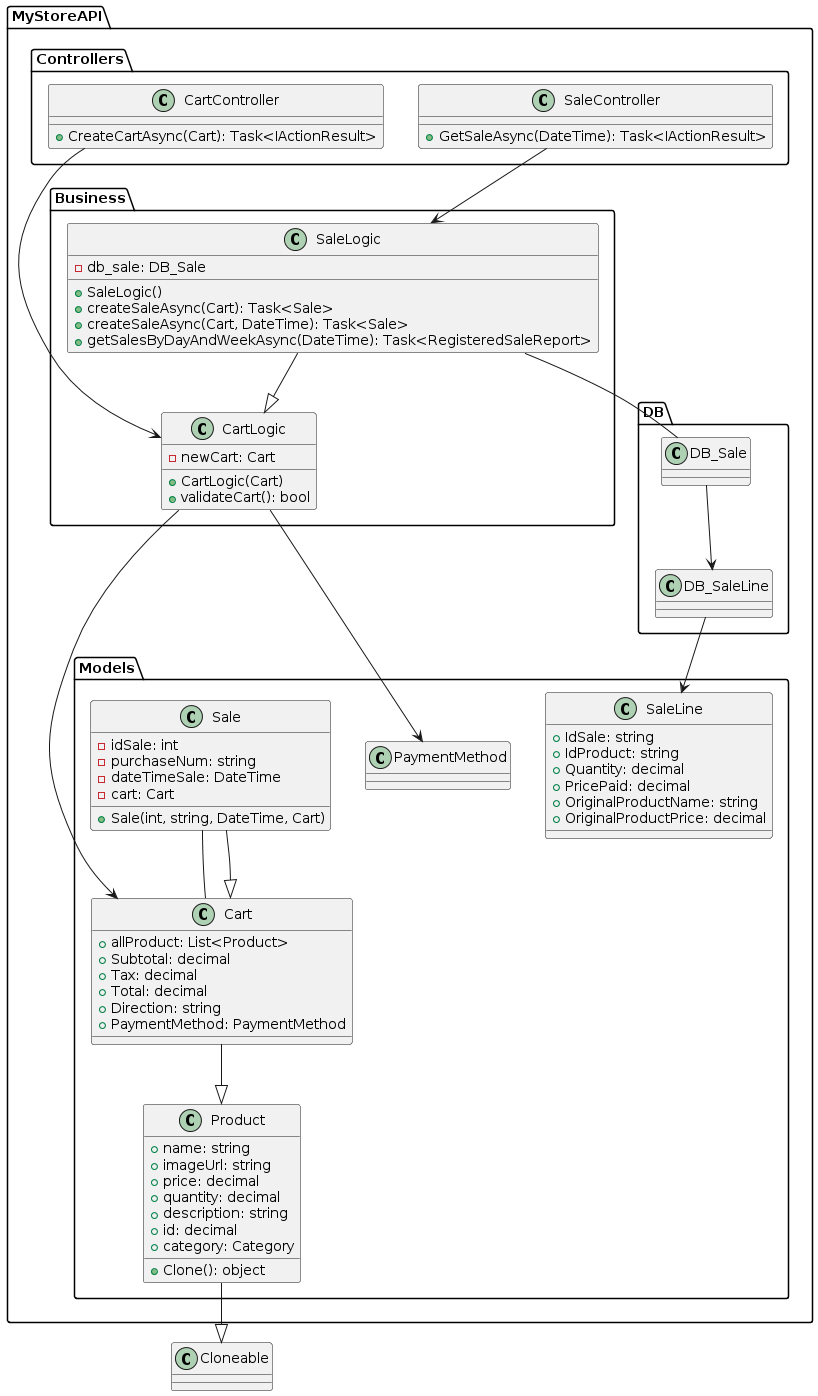 MyStoreAPI
Controllers
C CartController
CreateCartAsync(Cart): Task<IActionResult>
C SaleController
GetSaleAsync(DateTime): Task<IActionResult>
Business
C SaleLogic
db_sale: DB_Sale
SaleLogic()
createSaleAsync(Cart): Task<Sale>
createSaleAsync(Cart, DateTime): Task<Sale>
getSalesByDayAndWeekAsync(DateTime): Task<RegisteredSaleReport>
C CartLogic
newCart: Cart
CartLogic(Cart)
validateCart(): bool
DB
C DB_Sale
C DB_SaleLine
Models
C Sale
idSale: int
purchaseNum: string
dateTimeSale: DateTime
cart: Cart
Sale(int, string, DateTime, Cart)
C PaymentMethod
C SaleLine
IdSale: string
IdProduct: string
Quantity: decimal
PricePaid: decimal
OriginalProductName: string
OriginalProductPrice: decimal
C Cart
allProduct: List<Product>
Subtotal: decimal
Tax: decimal
Total: decimal
Direction: string
PaymentMethod: PaymentMethod
C Product
name: string
imageUrl: string
price: decimal
quantity: decimal
description: string
id: decimal
category: Category
Clone(): object
C Cloneable